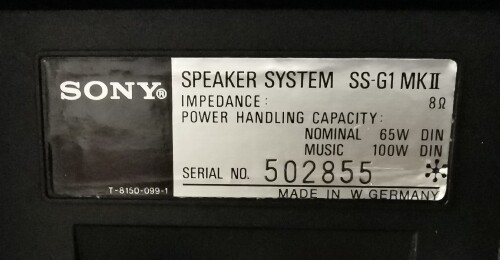 SONY®
SPEAKER SYSTEM SS-G1 MKII
IMPEDANCE: 8Ω
POWER HANDLING CAPACITY:
NOMINAL 65W DIN
MUSIC 100W DIN
SERIAL NO. 502855
T-8150-099-1
MADE IN W GERMANY